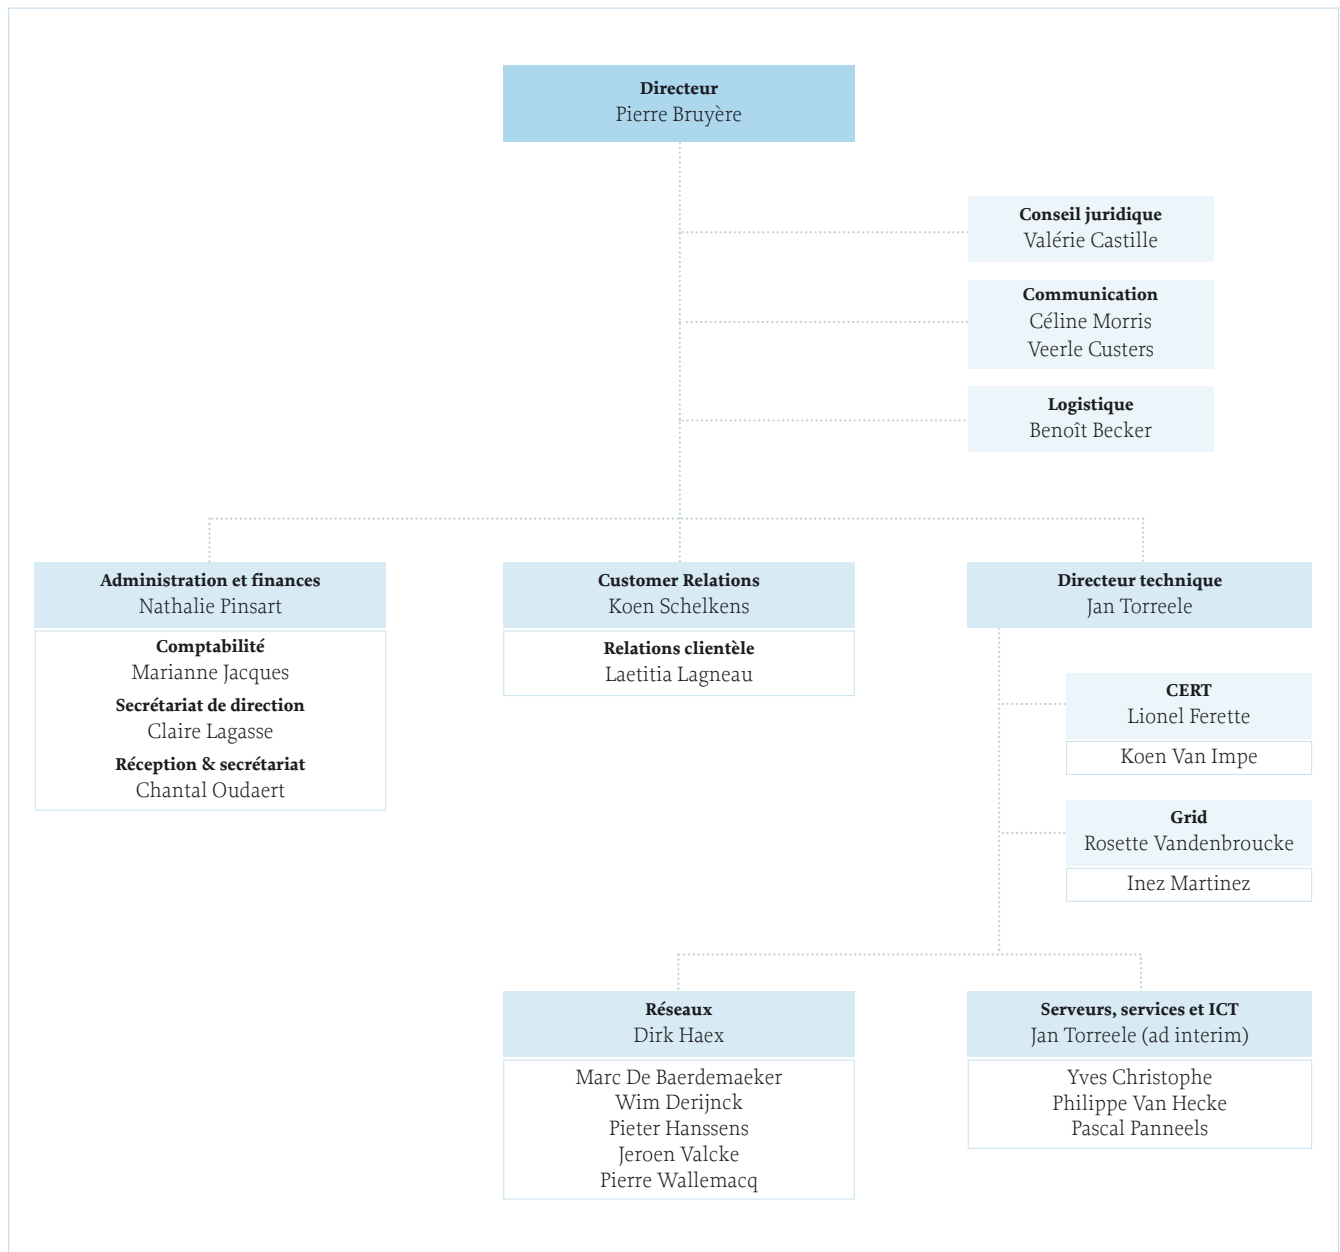 Directeur
Pierre Bruyère
Conseil juridique
Valérie Castille
Communication
Céline Morris
Veerle Custers
Logistique
Benoît Becker
Administration et finances
Nathalie Pinsart
Comptabilité
Marianne Jacques
Secrétariat de direction
Claire Lagasse
Réception & secrétariat
Chantal Oudaert
Customer Relations
Koen Schelkens
Relations clientèle
Laetitia Lagneau
Directeur technique
Jan Torreele
CERT
Lionel Ferette
Koen Van Impe
Grid
Rosette Vandenbroucke
Inez Martinez
Réseaux
Dirk Haex
Marc De Baerdemaeker
Wim Derijnck
Pieter Hanssens
Jeroen Valcke
Pierre Wallemacq
Serveurs, services et ICT
Jan Torreele (ad interim)
Yves Christophe
Philippe Van Hecke
Pascal Panneels